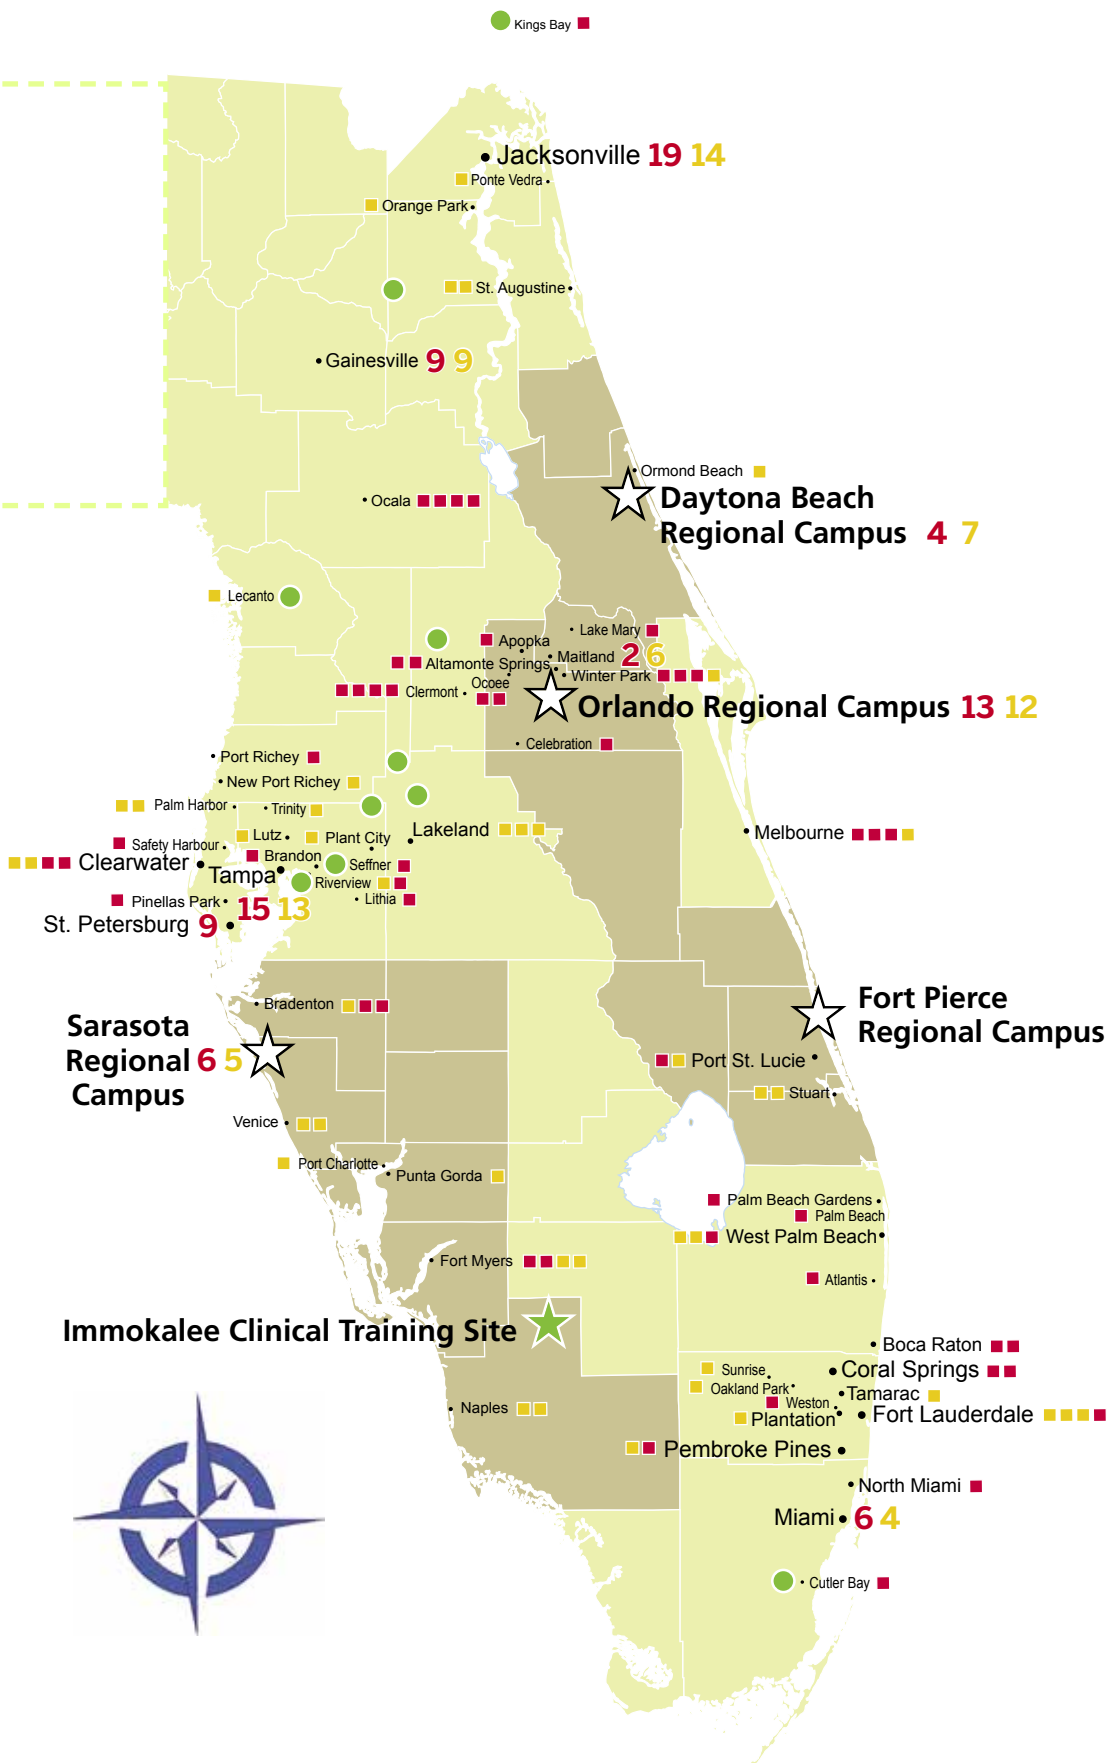 Kings Bay
Jacksonville 19 14
Ponte Vedra
Orange Park
St. Augustine
Gainesville 9 9
Ormond Beach
Ocala
Daytona Beach
Regional Campus 4 7
Lecanto
Lake Mary
Apopka
Maitland 2 6
Altamonte Springs
Winter Park
Ocoee
Clermont
Orlando Regional Campus 13 12
Celebration
Port Richey
New Port Richey
Palm Harbor
Trinity
Lakeland
Melbourne
Lutz
Plant City
Safety Harbour
Brandon
Clearwater
Seffner
Tampa
Riverview
Lithia
Pinellas Park
15 13
St. Petersburg 9
Fort Pierce
Regional Campus
Bradenton
Sarasota
Regional 6 5
Campus
Port St. Lucie
Stuart
Venice
Port Charlotte
Punta Gorda
Palm Beach Gardens
Palm Beach
West Palm Beach
Fort Myers
Atlantis
Immokalee Clinical Training Site
Boca Raton
Coral Springs
Sunrise
Oakland Park
Tamarac
Weston
Naples
Plantation
Fort Lauderdale
Pembroke Pines
North Miami
Miami 6 4
Cutler Bay